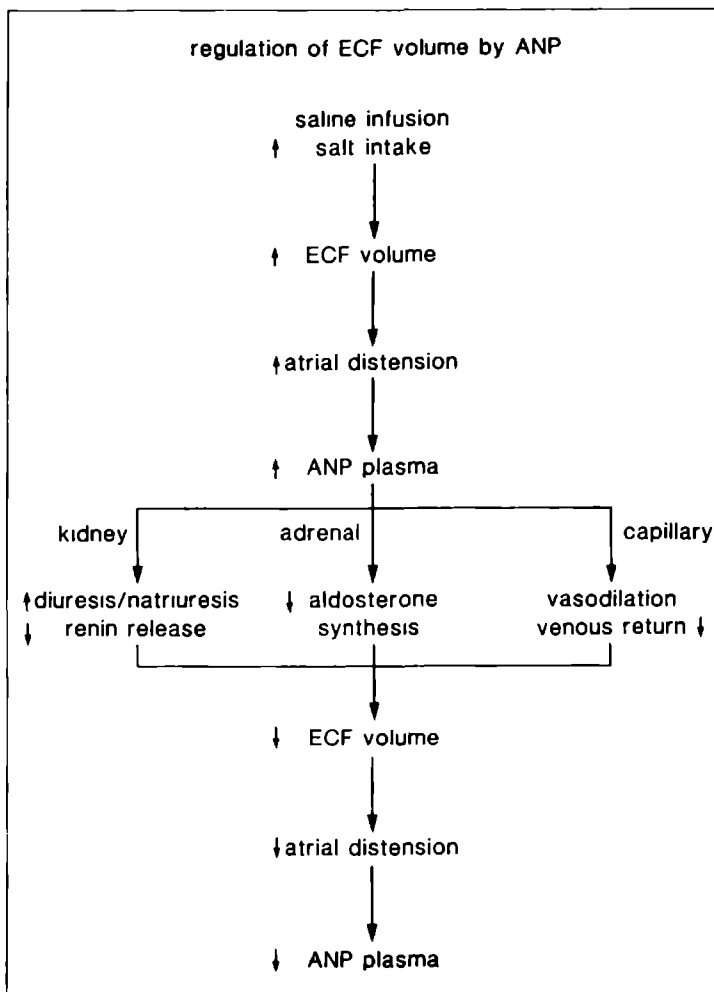 regulation of ECF volume by ANP
saline infusion
↑ salt intake
↑ ECF volume
↑ atrial distension
↑ ANP plasma
kidney adrenal capillary
↑ diuresis/natriuresis ↓ aldosterone vasodilation
↓ renin release synthesis venous return ↓
↓ ECF volume
↓ atrial distension
↓ ANP plasma